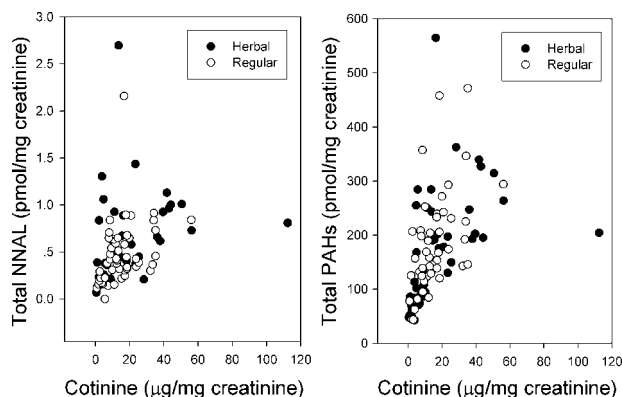 Total NNAL (pmol/mg creatinine)
3.0
2.5
2.0
1.5
1.0
.5
0.0
Herbal
Regular
0 20 40 60 80 100 120
Cotinine (μg/mg creatinine)
Total PAHs (pmol/mg creatinine)
600
500
400
300
200
100
0
Herbal
Regular
0 20 40 60 80 100 120
Cotinine (μg/mg creatinine)